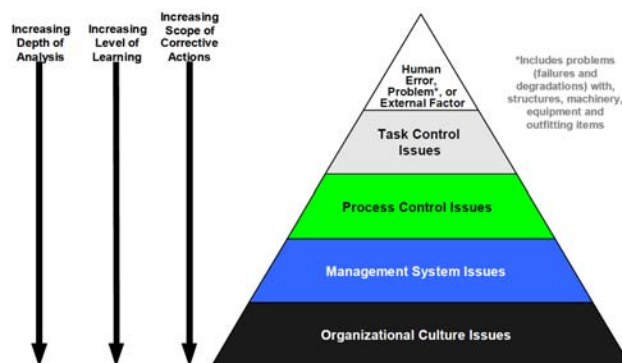 Increasing
Depth of
Analysis
Increasing
Level of
Learning
Increasing
Scope of
Corrective
Actions
Human
Error,
Problem*, or
External Factor
Task Control
Issues
Process Control Issues
Management System Issues
Organizational Culture Issues
*Includes problems
(failures and
degradations) with,
structures, machinery,
equipment and
outfitting items